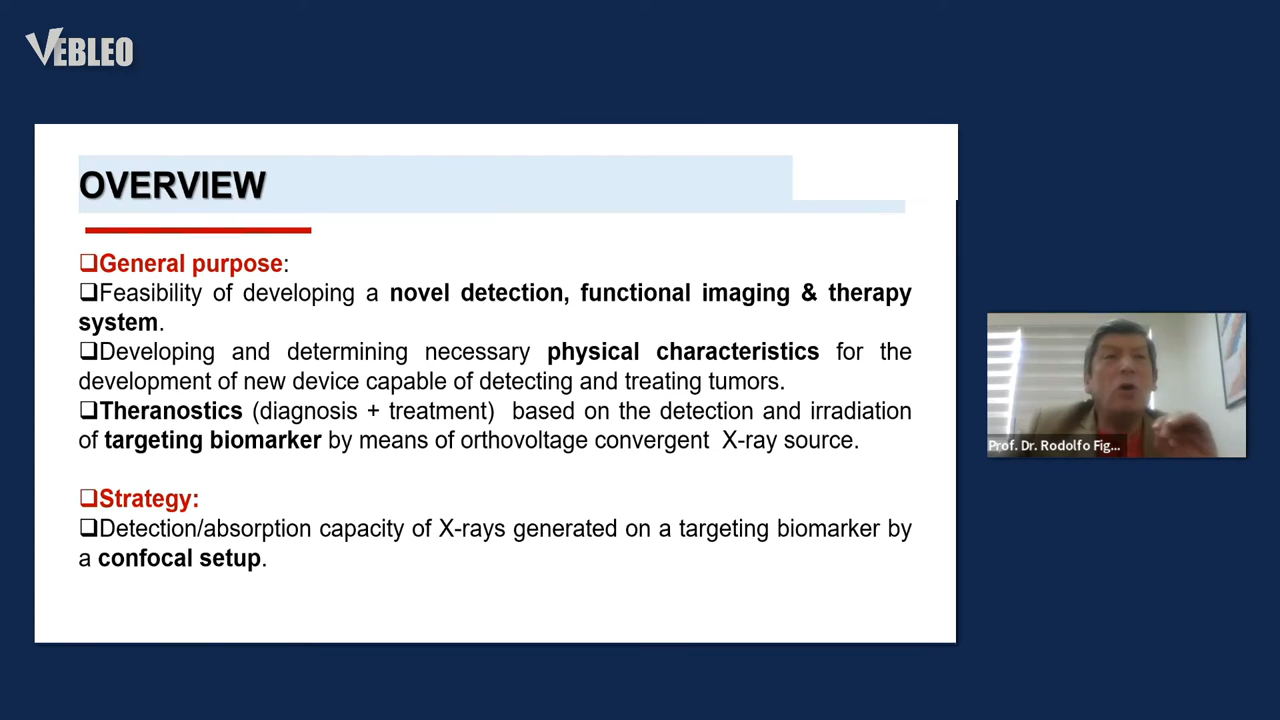 VEBLEO
OVERVIEW
❑General purpose:
❑Feasibility of developing a novel detection, functional imaging & therapy
system.
❑Developing and determining necessary physical characteristics for the
development of new device capable of detecting and treating tumors.
❑Theranostics (diagnosis + treatment) based on the detection and irradiation
of targeting biomarker by means of orthovoltage convergent X-ray source.
❑Strategy:
❑Detection/absorption capacity of X-rays generated on a targeting biomarker by
a confocal setup.
Prof. Dr. Rodolfo Fig...